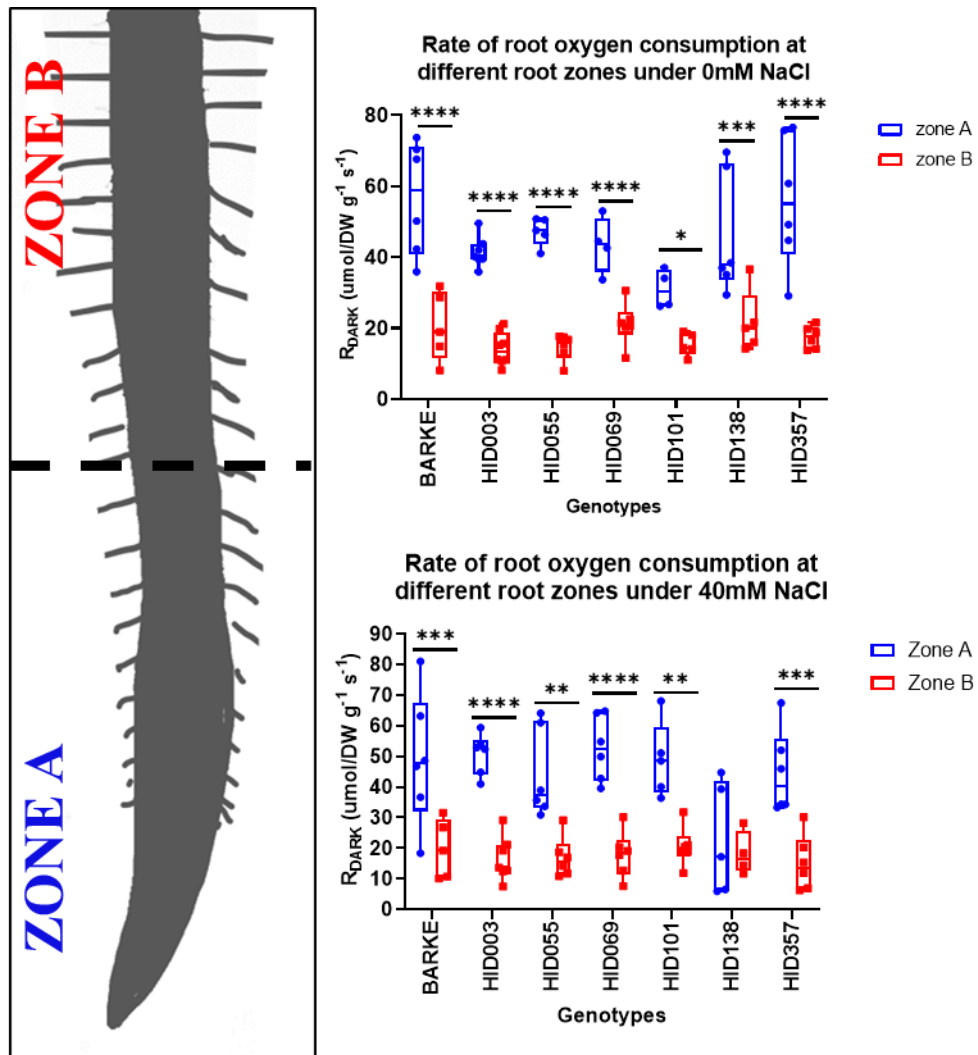 ZONE B
ZONE A
Rate of root oxygen consumption at
different root zones under 0mM NaCl
R_DARK (umol/DW g⁻¹ s⁻¹)
80
60
40
20
0
****
****
****
****
*
***
****
zone A
zone B
BARKE
HID003
HID055
HID069
HID101
HID138
HID357
Genotypes
Rate of root oxygen consumption at
different root zones under 40mM NaCl
R_DARK (umol/DW g⁻¹ s⁻¹)
90
80
70
60
50
40
30
20
10
0
***
****
**
****
**
***
Zone A
Zone B
BARKE
HID003
HID055
HID069
HID101
HID138
HID357
Genotypes